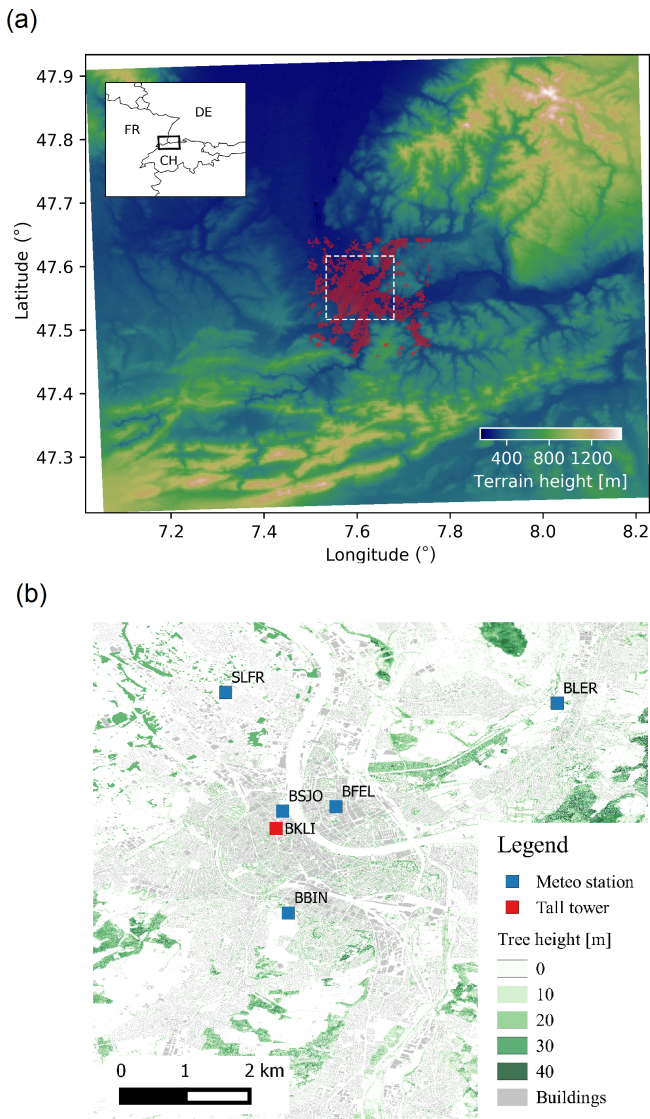 (a)
47.9
47.8
47.7
47.6
47.5
47.4
47.3
Latitude (°)
DE
FR
CH
400 800 1200
Terrain height [m]
7.2 7.4 7.6 7.8 8.0 8.2
Longitude (°)
(b)
SLFR
BLER
BSJO
BFEL
BKLI
BBIN
Legend
Meteo station
Tall tower
Tree height [m]
0
10
20
30
40
Buildings
0 1 2 km